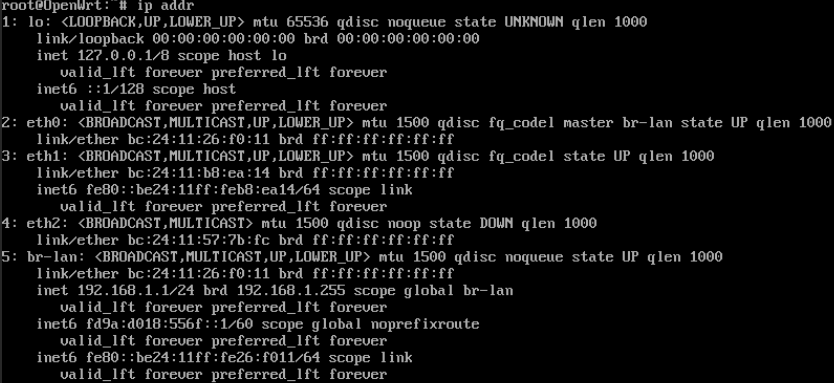 root@OpenWrt:~# ip addr
1: lo: <LOOPBACK,UP,LOWER_UP> mtu 65536 qdisc noqueue state UNKNOWN qlen 1000
    link/loopback 00:00:00:00:00:00 brd 00:00:00:00:00:00
    inet 127.0.0.1/8 scope host lo
       valid_lft forever preferred_lft forever
    inet6 ::1/128 scope host
       valid_lft forever preferred_lft forever
2: eth0: <BROADCAST,MULTICAST,UP,LOWER_UP> mtu 1500 qdisc fq_codel master br-lan state UP qlen 1000
    link/ether bc:24:11:26:f0:11 brd ff:ff:ff:ff:ff:ff
3: eth1: <BROADCAST,MULTICAST,UP,LOWER_UP> mtu 1500 qdisc fq_codel state UP qlen 1000
    link/ether bc:24:11:b8:ea:14 brd ff:ff:ff:ff:ff:ff
    inet6 fe80::be24:11ff:feb8:ea14/64 scope link
       valid_lft forever preferred_lft forever
4: eth2: <BROADCAST,MULTICAST> mtu 1500 qdisc noop state DOWN qlen 1000
    link/ether bc:24:11:57:7b:fc brd ff:ff:ff:ff:ff:ff
5: br-lan: <BROADCAST,MULTICAST,UP,LOWER_UP> mtu 1500 qdisc noqueue state UP qlen 1000
    link/ether bc:24:11:26:f0:11 brd ff:ff:ff:ff:ff:ff
    inet 192.168.1.1/24 brd 192.168.1.255 scope global br-lan
       valid_lft forever preferred_lft forever
    inet6 fd9a:d018:556f::1/60 scope global noprefixroute
       valid_lft forever preferred_lft forever
    inet6 fe80::be24:11ff:fe26:f011/64 scope link
       valid_lft forever preferred_lft forever